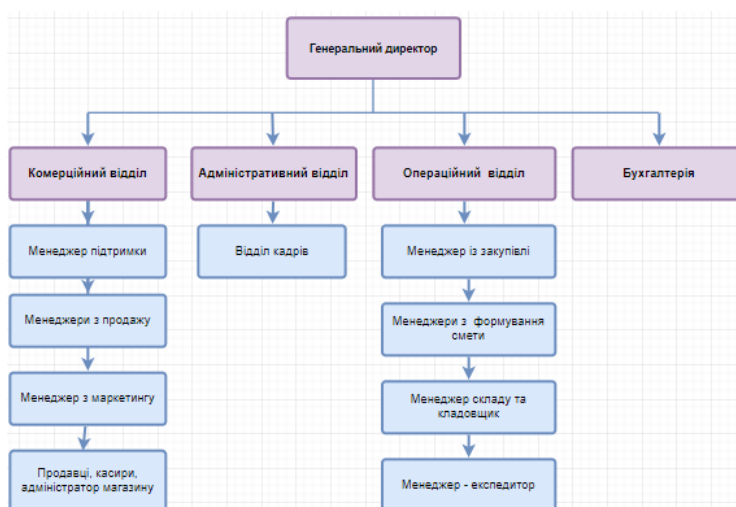 Генеральний директор
Комерційний відділ
Адміністративний відділ
Операційний відділ
Бухгалтерія
Менеджер підтримки
Відділ кадрів
Менеджер із закупівлі
Менеджери з продажу
Менеджери з формування
смети
Менеджер з маркетингу
Менеджер складу та
кладовщик
Продавці, касири,
адміністратор магазину
Менеджер - експедитор